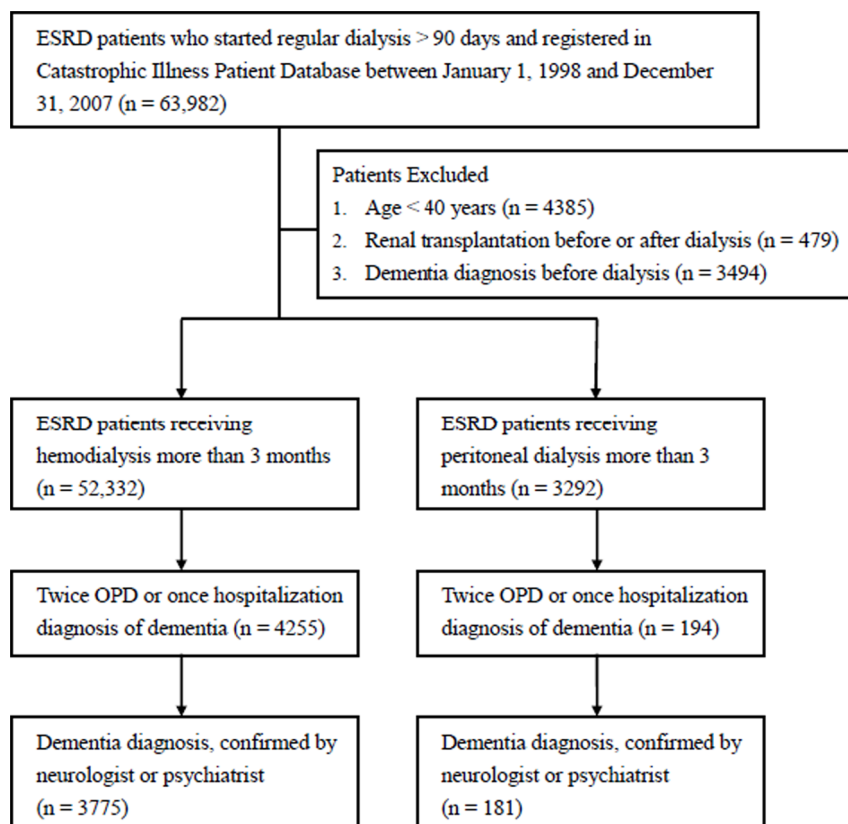 ESRD patients who started regular dialysis > 90 days and registered in
Catastrophic Illness Patient Database between January 1, 1998 and December
31, 2007 (n = 63,982)
Patients Excluded
1. Age < 40 years (n = 4385)
2. Renal transplantation before or after dialysis (n = 479)
3. Dementia diagnosis before dialysis (n = 3494)
ESRD patients receiving
hemodialysis more than 3 months
(n = 52,332)
ESRD patients receiving
peritoneal dialysis more than 3
months (n = 3292)
Twice OPD or once hospitalization
diagnosis of dementia (n = 4255)
Twice OPD or once hospitalization
diagnosis of dementia (n = 194)
Dementia diagnosis, confirmed by
neurologist or psychiatrist
(n = 3775)
Dementia diagnosis, confirmed by
neurologist or psychiatrist
(n = 181)